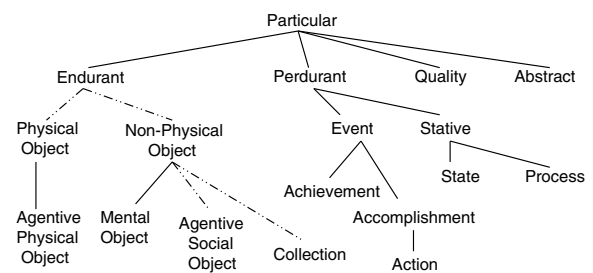 Particular
Endurant
Perdurant
Quality
Abstract
Physical
Object
Non-Physical
Object
Event
Stative
State
Process
Achievement
Agentive
Physical
Object
Mental
Object
Agentive
Social
Object
Collection
Accomplishment
Action